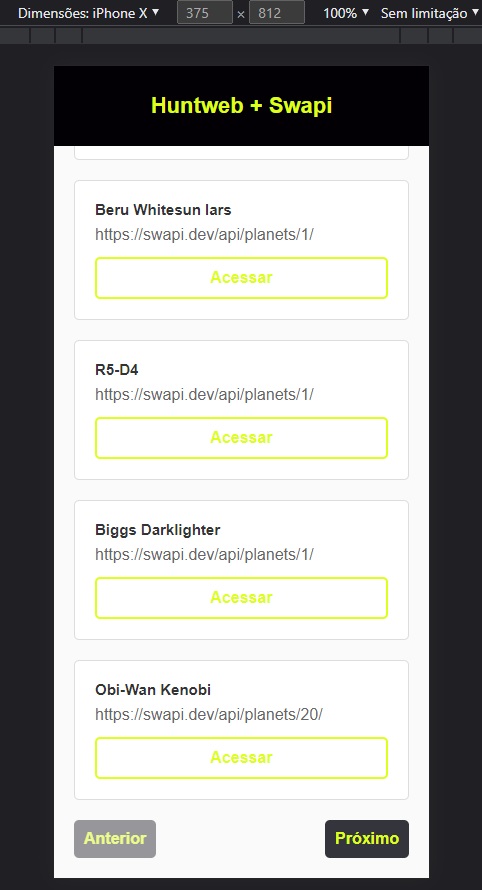 Dimensões: iPhone X ▼ 375 × 812 100% ▼ Sem limitação ▼
Huntweb + Swapi
Beru Whitesun lars
https://swapi.dev/api/planets/1/
Acessar
R5-D4
https://swapi.dev/api/planets/1/
Acessar
Biggs Darklighter
https://swapi.dev/api/planets/1/
Acessar
Obi-Wan Kenobi
https://swapi.dev/api/planets/20/
Acessar
Anterior Próximo